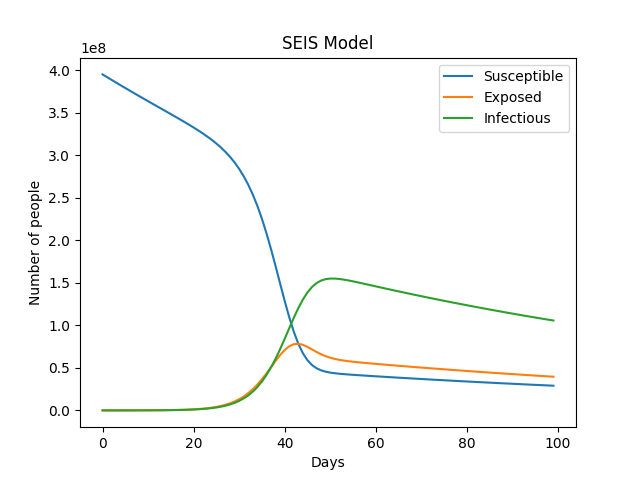 SEIS Model
1e8
4.0
3.5
3.0
2.5
2.0
1.5
1.0
0.5
0.0
Number of people
Susceptible
Exposed
Infectious
0 20 40 60 80 100
Days